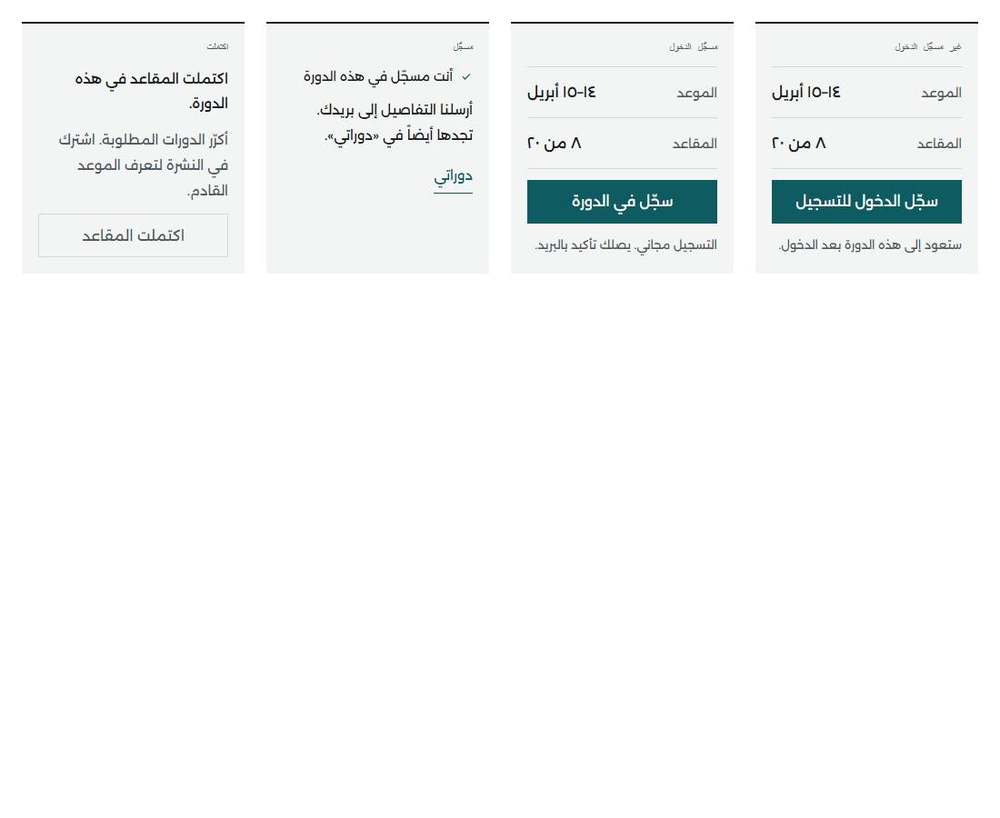 غير مسجّل الدخول
الموعد ١٤–١٥ أبريل
المقاعد ٨ من ٢٠
سجّل الدخول للتسجيل
ستعود إلى هذه الدورة بعد الدخول.
مسجّل الدخول
الموعد ١٤–١٥ أبريل
المقاعد ٨ من ٢٠
سجّل في الدورة
التسجيل مجاني. يصلك تأكيد بالبريد.
مسجّل
✓ أنت مسجّل في هذه الدورة
أرسلنا التفاصيل إلى بريدك.
تجدها أيضاً في «دوراتي».
دوراتي
اكتملت
اكتملت المقاعد في هذه
الدورة.
أكرّر الدورات المطلوبة. اشترك
في النشرة لتعرف الموعد
القادم.
اكتملت المقاعد